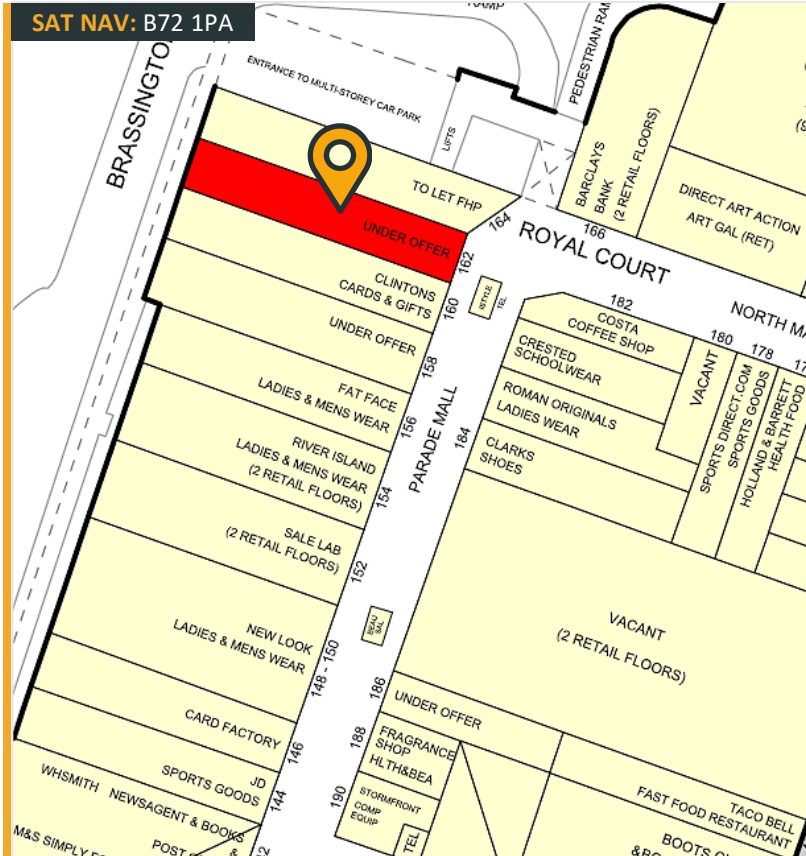 SAT NAV: B72 1PA
RAMP
BRASSINGTO
ENTRANCE TO MULTI-STOREY CAR PARK
LIFTS
PEDESTRIAN RAM
BARCLAYS
BANK
(2 RETAIL FLOORS)
166
DIRECT ART ACTION
ART GAL (RET)
TO LET FHP
164
UNDER OFFER
162
ROYAL COURT
NORTH MA
CLINTONS
CARDS & GIFTS
160
ISTYLE
TEL
UNDER OFFER
158
FAT FACE
LADIES & MENS WEAR
156
RIVER ISLAND
LADIES & MENS WEAR
(2 RETAIL FLOORS)
154
SALE LAB
(2 RETAIL FLOORS)
152
NEW LOOK
LADIES & MENS WEAR
148 - 150
CARD FACTORY
146
JD
SPORTS GOODS
144
WHSMITH NEWSAGENT & BOOKS
&
M&S SIMPLY F
POST
PARADE MALL
BEAU
SAL
182
COSTA
COFFEE SHOP
CRESTED
SCHOOLWEAR
ROMAN ORIGINALS
LADIES WEAR
184
CLARKS
SHOES
180
VACANT
178
SPORTS DIRECT.COM
SPORTS GOODS
HOLLAND & BARRETT
HEALTH FOOD
VACANT
(2 RETAIL FLOORS)
186
UNDER OFFER
188
FRAGRANCE
SHOP
HLTH&BEA
190
STORMFRONT
COMP
EQUIP
TEL
TACO BELL
FAST FOOD RESTAURANT
BOOTS